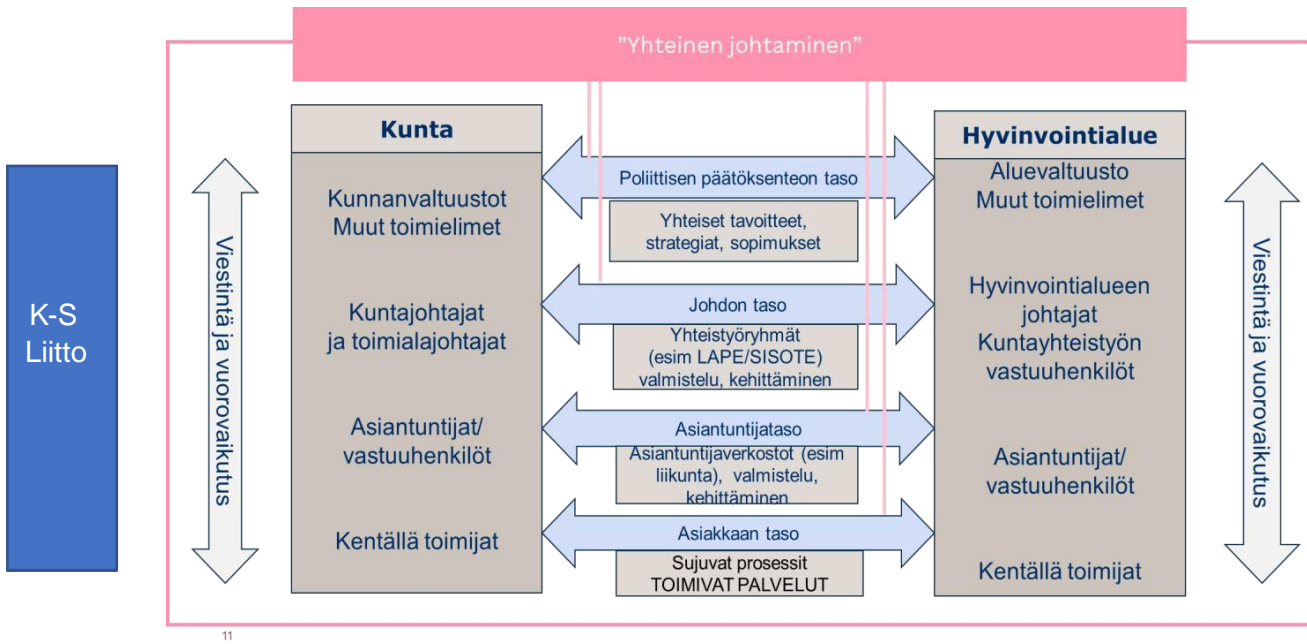 "Yhteinen johtaminen"
K-S
Liitto
Viestintä ja vuorovaikutus
Kunta
Kunnanvaltuustot
Muut toimielimet
Kuntajohtajat
ja toimialajohtajat
Asiantuntijat/
vastuuhenkilöt
Kentällä toimijat
Poliittisen päätöksenteon taso
Yhteiset tavoitteet,
strategiat, sopimukset
Johdon taso
Yhteistyöryhmät
(esim LAPE/SISOTE)
valmistelu, kehittäminen
Asiantuntijataso
Asiantuntijaverkostot (esim
liikunta), valmistelu,
kehittäminen
Asiakkaan taso
Sujuvat prosessit
TOIMIVAT PALVELUT
Hyvinvointialue
Aluevaltuusto
Muut toimielimet
Hyvinvointialueen
johtajat
Kuntayhteistyön
vastuuhenkilöt
Asiantuntijat/
vastuuhenkilöt
Kentällä toimijat
Viestintä ja vuorovaikutus
11